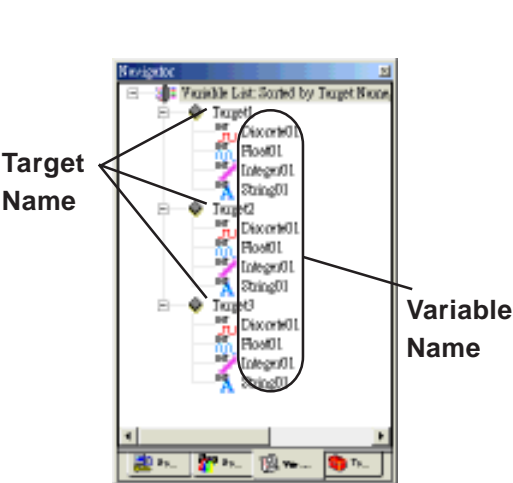 Navigator
Variable List: Sorted by Target Name,
Target1
Discrete01
Float01
Integer01
String01
Target2
Discrete01
Float01
Integer01
String01
Target3
Discrete01
Float01
Integer01
String01
Target
Name
Variable
Name